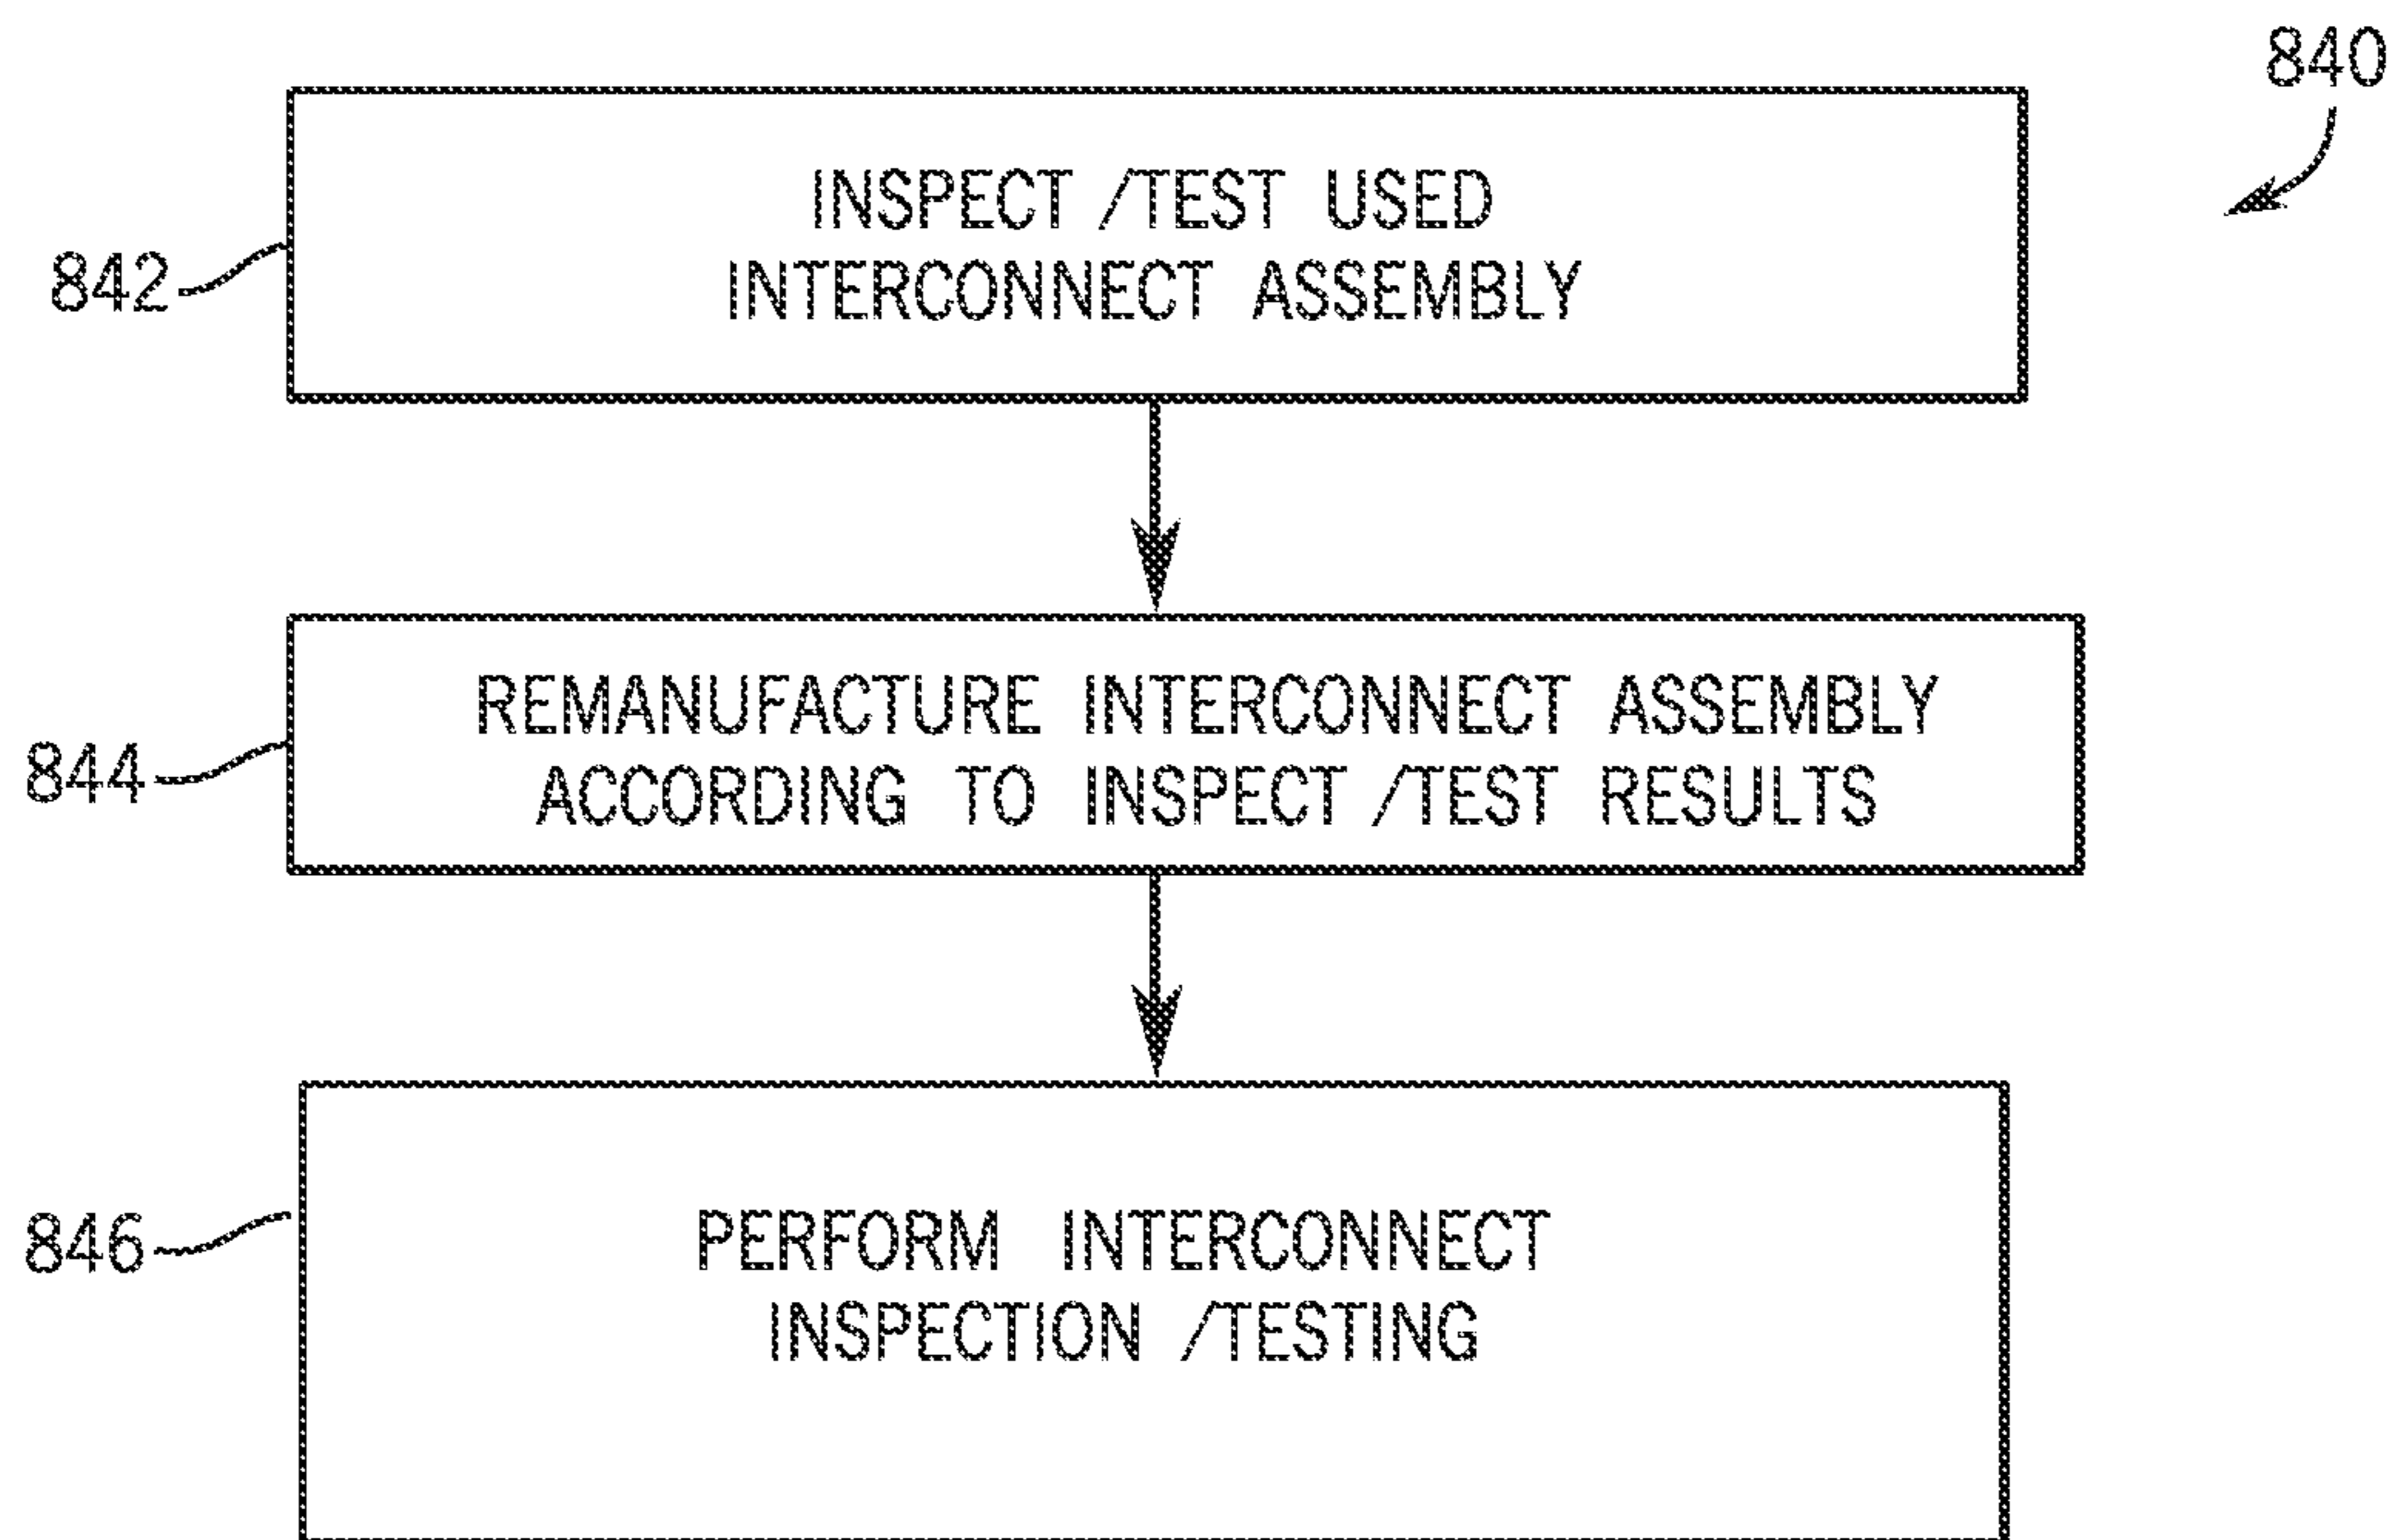 840
INSPECT /TEST USED
INTERCONNECT ASSEMBLY
842
REMANUFACTURE INTERCONNECT ASSEMBLY
ACCORDING TO INSPECT /TEST RESULTS
844
PERFORM INTERCONNECT
INSPECTION /TESTING
846